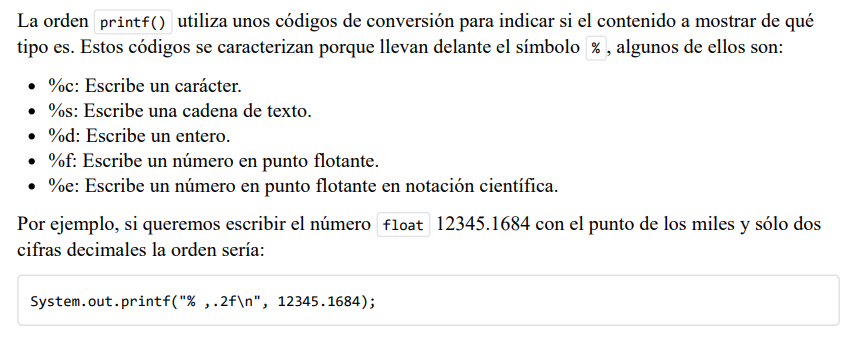 La orden printf() utiliza unos códigos de conversión para indicar si el contenido a mostrar de qué
tipo es. Estos códigos se caracterizan porque llevan delante el símbolo %, algunos de ellos son:
• %c: Escribe un carácter.
• %s: Escribe una cadena de texto.
• %d: Escribe un entero.
• %f: Escribe un número en punto flotante.
• %e: Escribe un número en punto flotante en notación científica.
Por ejemplo, si queremos escribir el número float 12345.1684 con el punto de los miles y sólo dos
cifras decimales la orden sería:
System.out.printf("% ,.2f\n", 12345.1684);